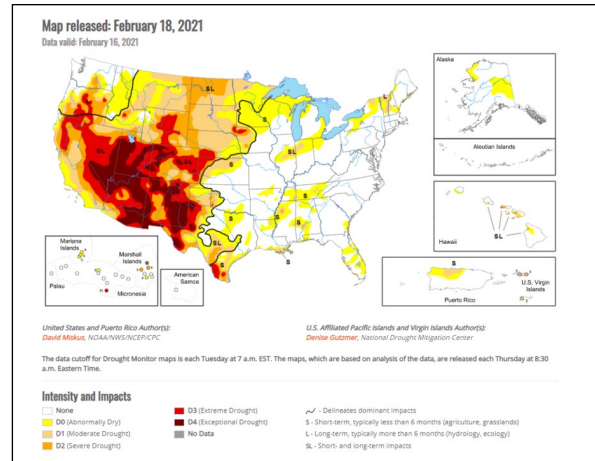 Map released: February 18, 2021
Data valid: February 16, 2021
Alaska
Aleutian Islands
SL
L
S
SL
SL
S
SL
S
S
S
S
SL
S
S
Hawaii
SL
Mariana
Islands
Marshall
Islands
Palau
Micronesia
American
Samoa
S
Puerto Rico
U.S. Virgin
Islands
United States and Puerto Rico Author(s):
David Miskus, NOAA/NWS/NCEP/CPC
U.S. Affiliated Pacific Islands and Virgin Islands Author(s):
Denise Gutzmer, National Drought Mitigation Center
The data cutoff for Drought Monitor maps is each Tuesday at 7 a.m. EST. The maps, which are based on analysis of the data, are released each Thursday at 8:30
a.m. Eastern Time.
Intensity and Impacts
None
D0 (Abnormally Dry)
D1 (Moderate Drought)
D2 (Severe Drought)
D3 (Extreme Drought)
D4 (Exceptional Drought)
No Data
- Delineates dominant impacts
S - Short-term, typically less than 6 months (agriculture, grasslands)
L - Long-term, typically more than 6 months (hydrology, ecology)
SL - Short- and long-term impacts